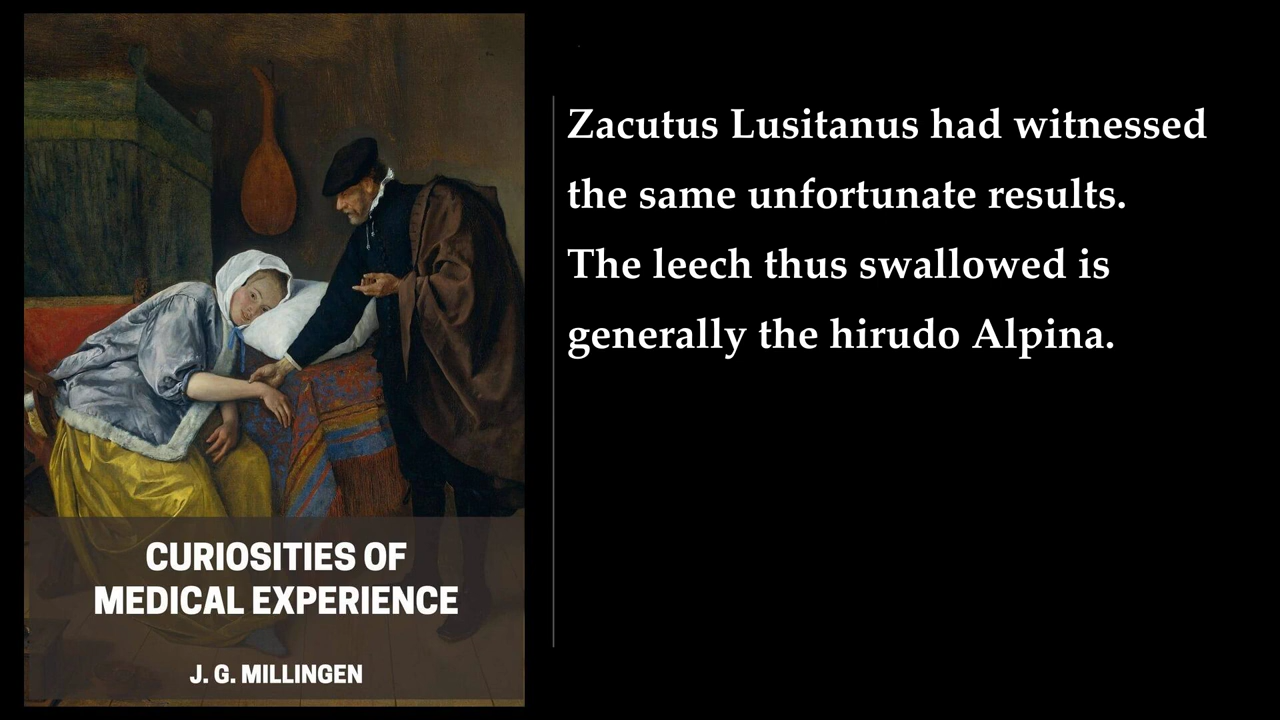 Zacutus Lusitanus had witnessed
the same unfortunate results.
The leech thus swallowed is
generally the hirudo Alpina.
CURIOSITIES OF
MEDICAL EXPERIENCE
J. G. MILLINGEN